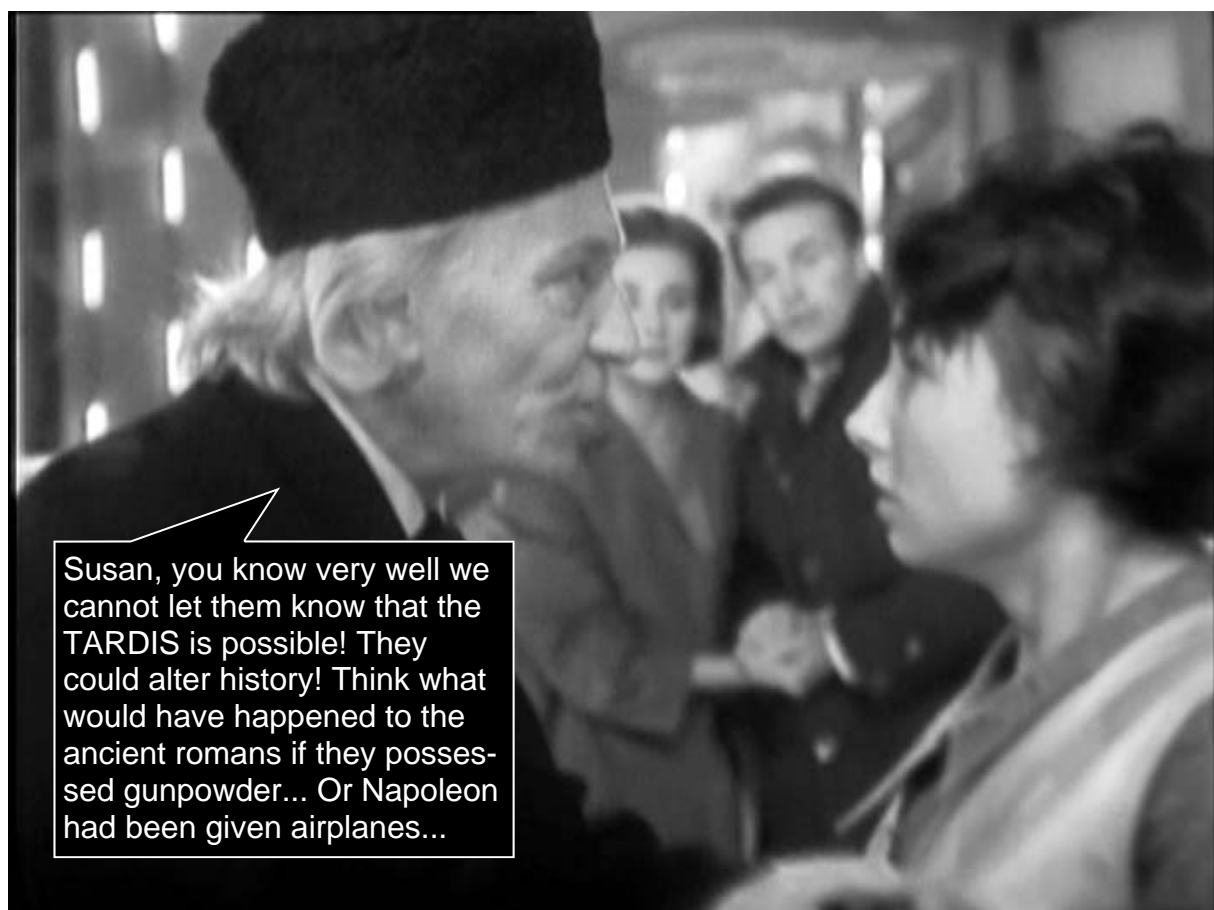 Susan, you know very well we
cannot let them know that the
TARDIS is possible! They
could alter history! Think what
would have happened to the
ancient romans if they posses-
sed gunpowder... Or Napoleon
had been given airplanes...